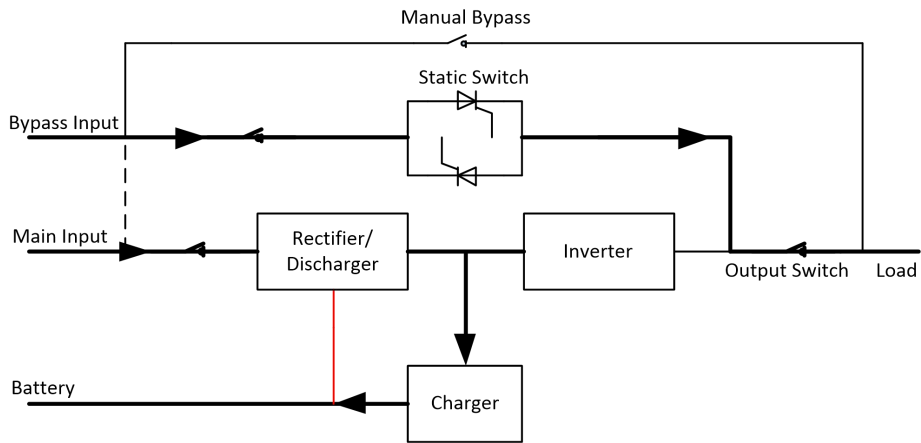 Manual Bypass
Static Switch
Bypass Input
Main Input
Rectifier/
Discharger
Inverter
Output Switch
Load
Battery
Charger